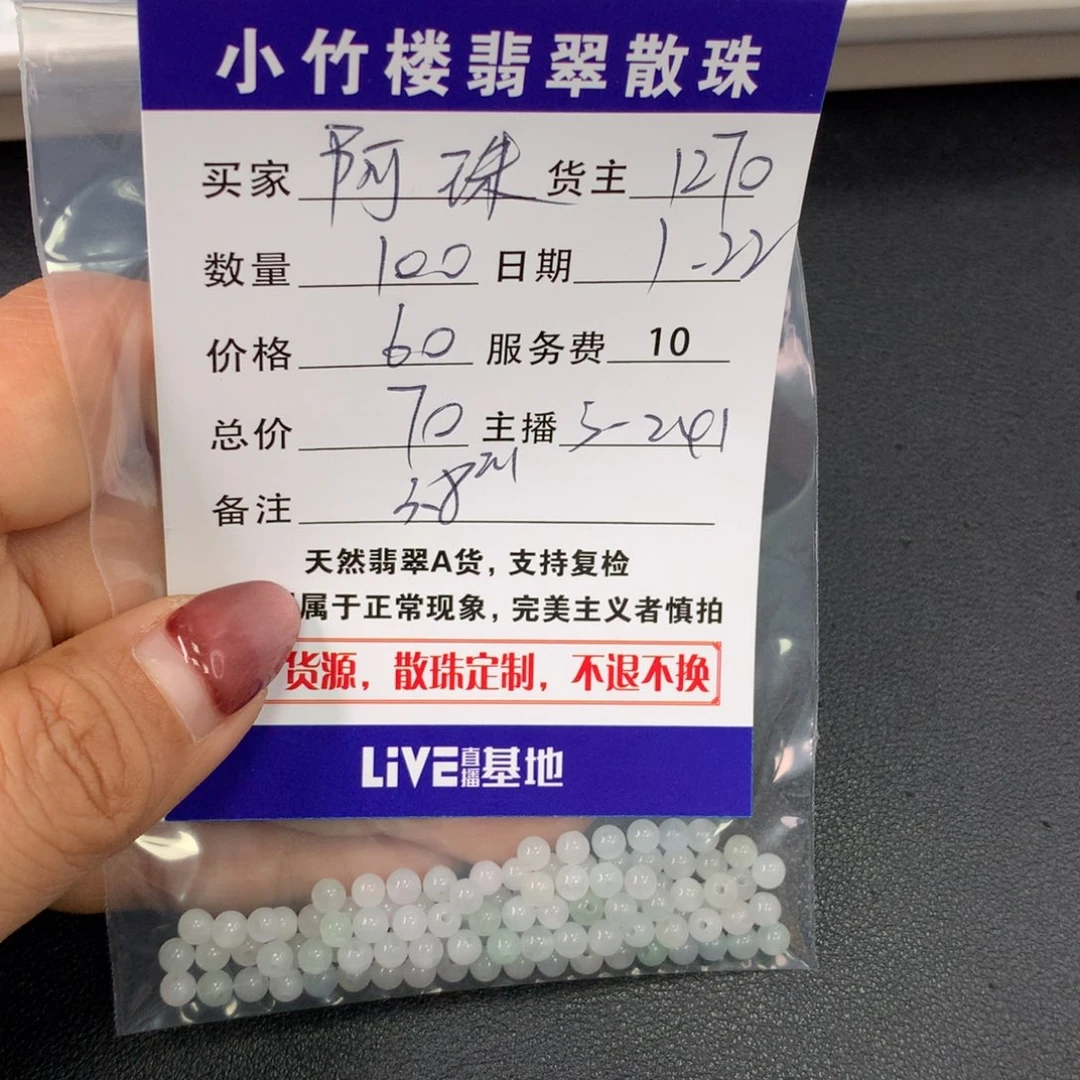 小竹楼翡翠散珠
买家 阿珠 货主 1270
数量 100 日期 1-22
价格 60 服务费 10
总价 70 主播 5-241
备注 3.8
天然翡翠A货，支持复检
属于正常现象，完美主义者慎拍
货源，散珠定制，不退不换
LiVE直播基地